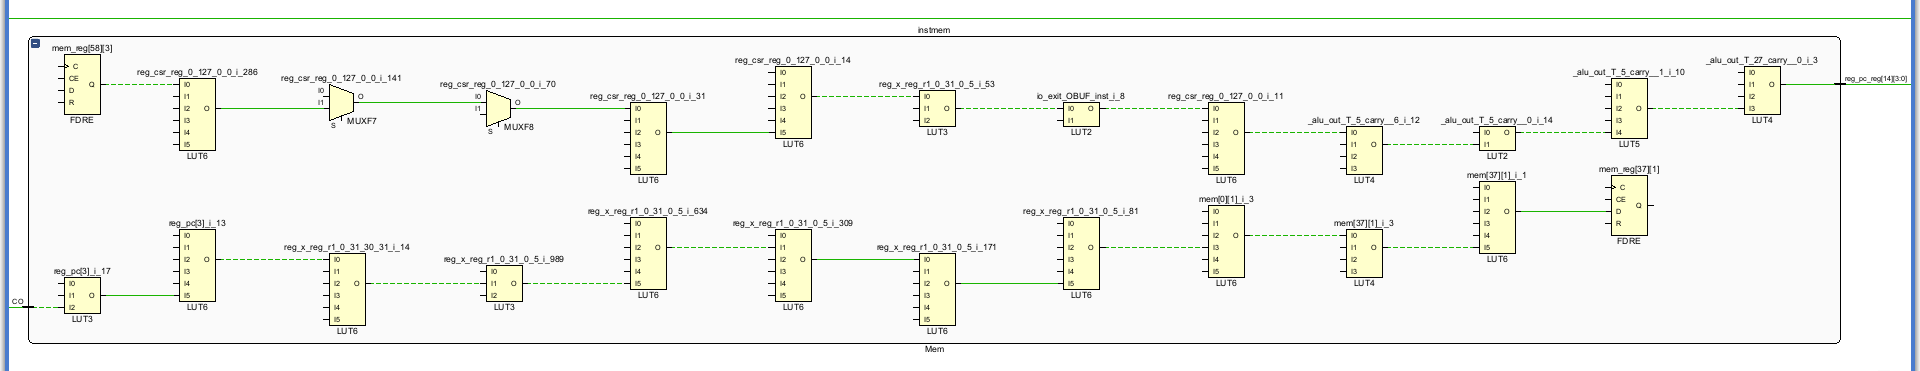 instmem
mem_reg[58][3]
C
CE
D
R
Q
FDRE
reg_csr_reg_0_127_0_0_i_286
I0
I1
I2
I3
I4
I5
O
LUT6
reg_csr_reg_0_127_0_0_i_141
I0
I1
S
O
MUXF7
reg_csr_reg_0_127_0_0_i_70
I0
I1
S
O
MUXF8
reg_csr_reg_0_127_0_0_i_31
I0
I1
I2
I3
I4
I5
O
LUT6
reg_csr_reg_0_127_0_0_i_14
I0
I1
I2
I3
I4
I5
O
LUT6
reg_x_reg_r1_0_31_0_5_i_53
I0
I1
I2
O
LUT3
io_exit_OBUF_inst_i_8
I0
I1
O
LUT2
reg_csr_reg_0_127_0_0_i_11
I0
I1
I2
I3
I4
I5
O
LUT6
_alu_out_T_5_carry__6_i_12
I0
I1
I2
I3
O
LUT4
_alu_out_T_5_carry__0_i_14
I0
I1
O
LUT2
_alu_out_T_5_carry__1_i_10
I0
I1
I2
I3
I4
O
LUT5
_alu_out_T_27_carry__0_i_3
I0
I1
I2
I3
O
LUT4
reg_pc_reg[14][3:0]
CO
reg_pc[3]_i_17
I0
I1
I2
O
LUT3
reg_pc[3]_i_13
I0
I1
I2
I3
I4
I5
O
LUT6
reg_x_reg_r1_0_31_30_31_i_14
I0
I1
I2
I3
I4
I5
O
LUT6
reg_x_reg_r1_0_31_0_5_i_989
I0
I1
I2
O
LUT3
reg_x_reg_r1_0_31_0_5_i_634
I0
I1
I2
I3
I4
I5
O
LUT6
reg_x_reg_r1_0_31_0_5_i_309
I0
I1
I2
I3
I4
I5
O
LUT6
reg_x_reg_r1_0_31_0_5_i_171
I0
I1
I2
I3
I4
I5
O
LUT6
reg_x_reg_r1_0_31_0_5_i_81
I0
I1
I2
I3
I4
I5
O
LUT6
mem[0][1]_i_3
I0
I1
I2
I3
I4
I5
O
LUT6
mem[37][1]_i_3
I0
I1
I2
I3
O
LUT4
mem[37][1]_i_1
I0
I1
I2
I3
I4
I5
O
LUT6
mem_reg[37][1]
C
CE
D
R
Q
FDRE
Mem